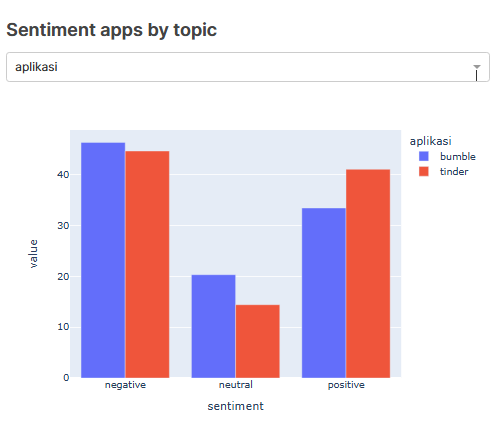 Sentiment apps by topic
aplikasi
aplikasi
bumble
tinder
value
40
30
20
10
0
negative
neutral
positive
sentiment